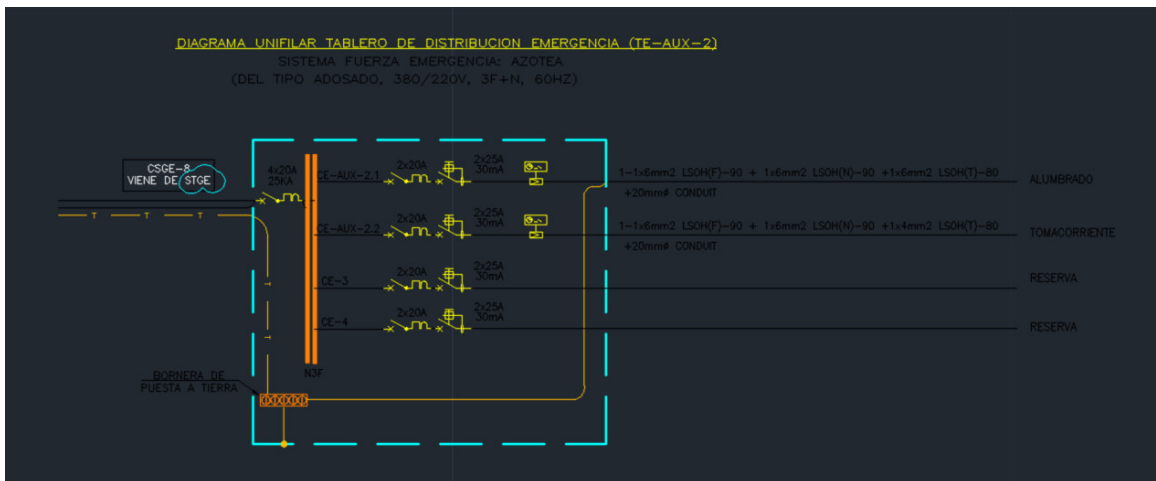 DIAGRAMA UNIFILAR TABLERO DE DISTRIBUCION EMERGENCIA (TE-AUX-2)
SISTEMA FUERZA EMERGENCIA: AZOTEA
(DEL TIPO ADOSADO, 380/220V, 3F+N, 60HZ)
CSGE-8
VIENE DE STGE
4x20A
25KA
CE-AUX-2.1
2x20A
2x25A
30mA
1-1x6mm2 LSOH(F)-90 + 1x6mm2 LSOH(N)-90 +1x6mm2 LSOH(T)-80
+20mmø CONDUIT
ALUMBRADO
CE-AUX-2.2
2x20A
2x25A
30mA
1-1x6mm2 LSOH(F)-90 + 1x6mm2 LSOH(N)-90 +1x4mm2 LSOH(T)-80
+20mmø CONDUIT
TOMACORRIENTE
CE-3
2x20A
2x25A
30mA
RESERVA
CE-4
2x20A
2x25A
30mA
RESERVA
T T T
T
T
N3F
BORNERA DE
PUESTA A TIERRA